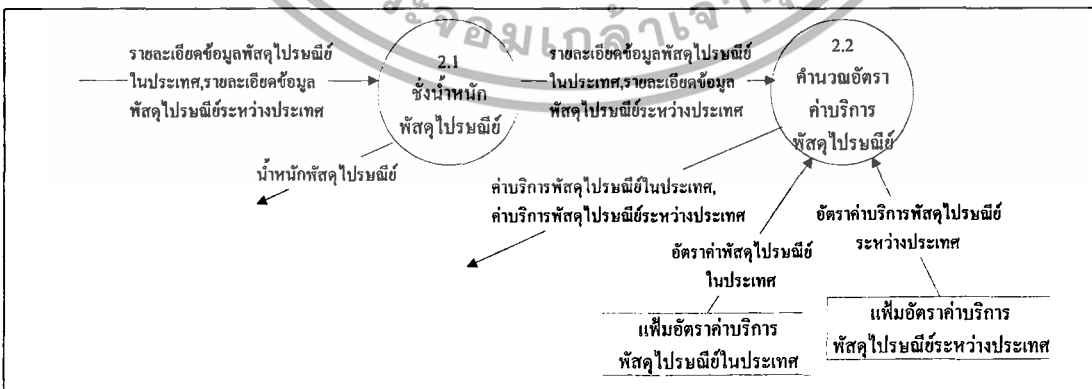 ระจอมเกล้าเจ้า
รายละเอียดข้อมูลพัสดุไปรษณีย์
ในประเทศ,รายละเอียดข้อมูล
พัสดุไปรษณีย์ระหว่างประเทศ
2.1
ชั่งน้ำหนัก
พัสดุไปรษณีย์
รายละเอียดข้อมูลพัสดุไปรษณีย์
ในประเทศ,รายละเอียดข้อมูล
พัสดุไปรษณีย์ระหว่างประเทศ
2.2
คำนวณอัตรา
ค่าบริการ
พัสดุไปรษณีย์
น้ำหนักพัสดุไปรษณีย์
ค่าบริการพัสดุไปรษณีย์ในประเทศ,
ค่าบริการพัสดุไปรษณีย์ระหว่างประเทศ
อัตราค่าพัสดุไปรษณีย์
ในประเทศ
อัตราค่าบริการพัสดุไปรษณีย์
ระหว่างประเทศ
แฟ้มอัตราค่าบริการ
พัสดุไปรษณีย์ในประเทศ
แฟ้มอัตราค่าบริการ
พัสดุไปรษณีย์ระหว่างประเทศ